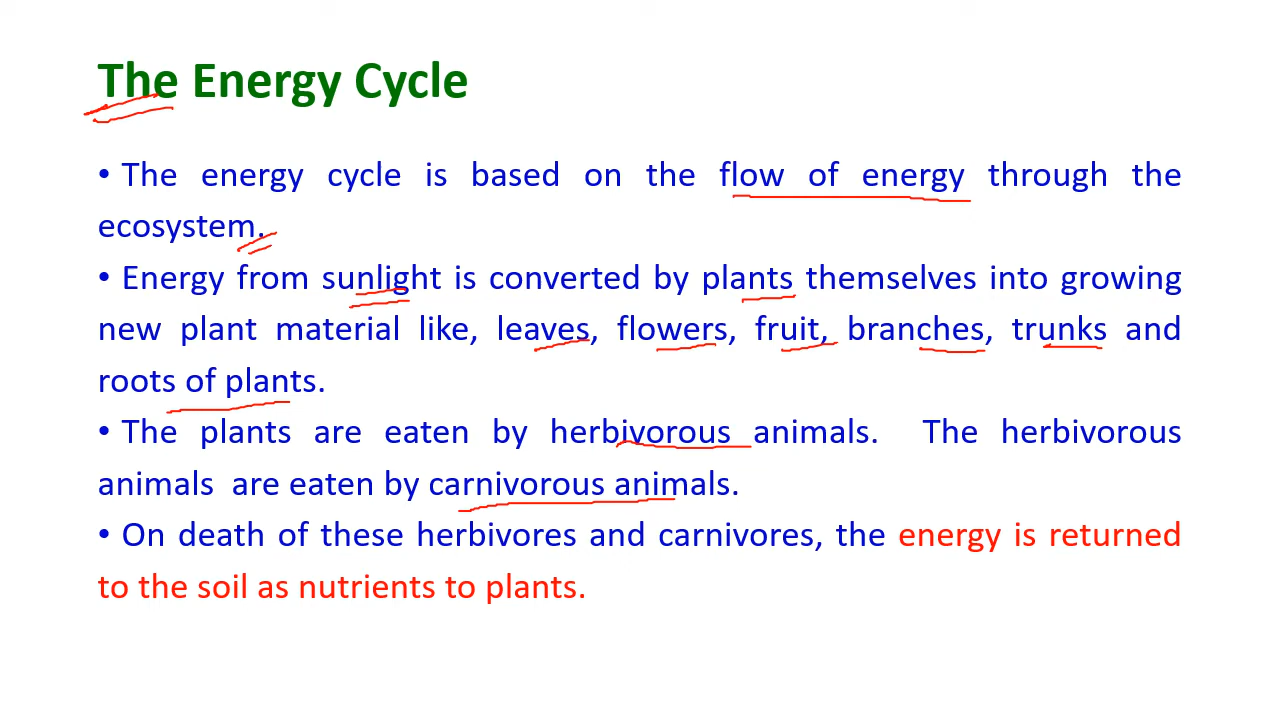 The Energy Cycle
• The energy cycle is based on the flow of energy through the
ecosystem.
• Energy from sunlight is converted by plants themselves into growing
new plant material like, leaves, flowers, fruit, branches, trunks and
roots of plants.
• The plants are eaten by herbivorous animals. The herbivorous
animals are eaten by carnivorous animals.
• On death of these herbivores and carnivores, the energy is returned
to the soil as nutrients to plants.